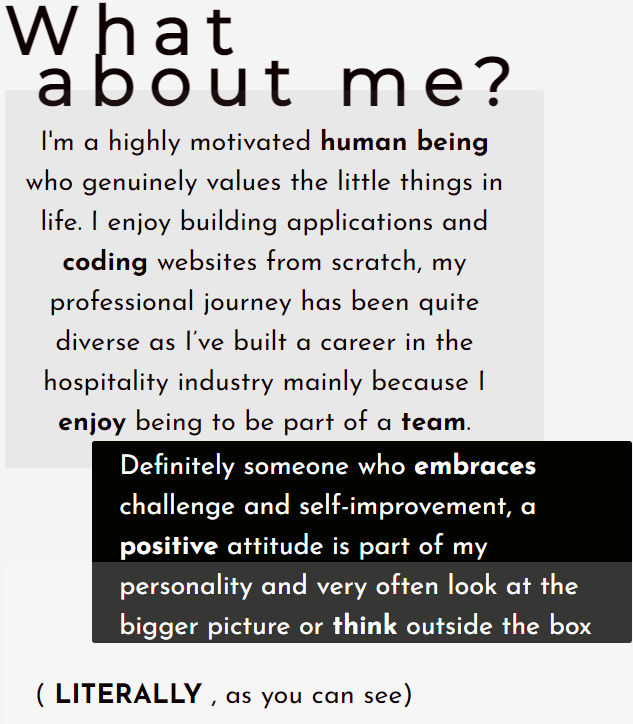 What
about me?
I'm a highly motivated human being
who genuinely values the little things in
life. I enjoy building applications and
coding websites from scratch, my
professional journey has been quite
diverse as I've built a career in the
hospitality industry mainly because I
enjoy being to be part of a team.
Definitely someone who embraces
challenge and self-improvement, a
positive attitude is part of my
personality and very often look at the
bigger picture or think outside the box
( LITERALLY , as you can see)